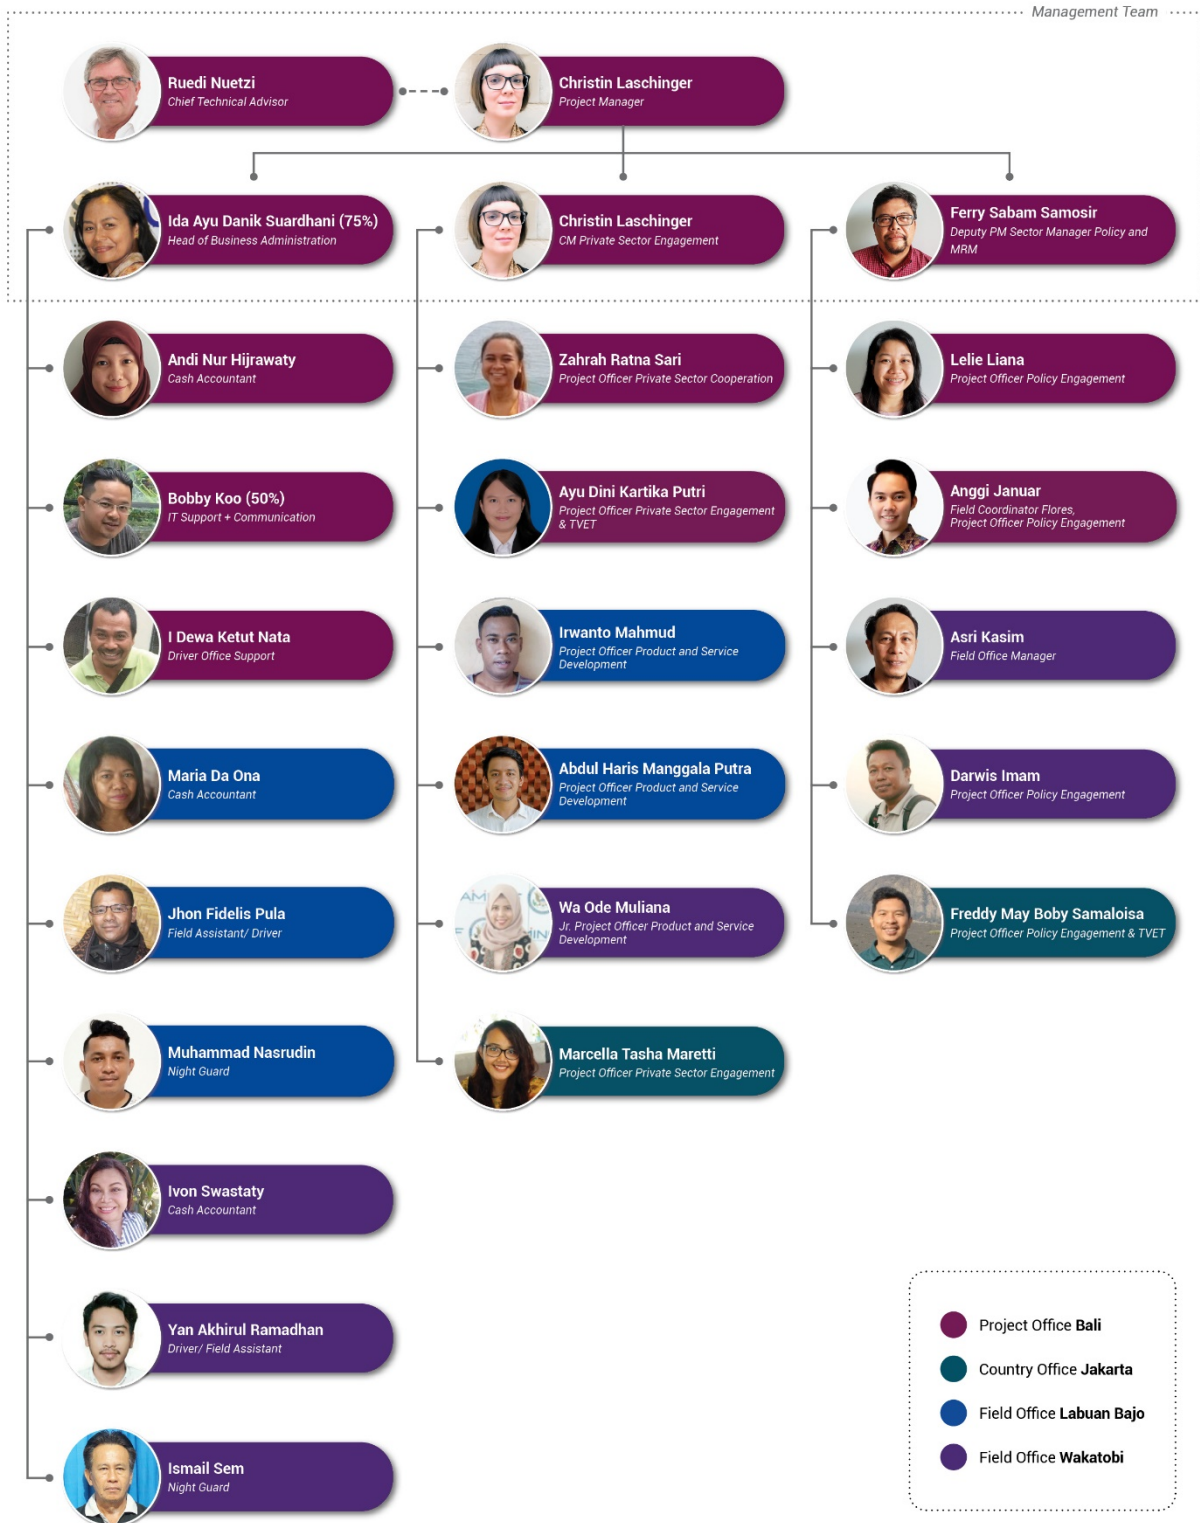 Management Team
Ruedi Nuetzi
Chief Technical Advisor
Christin Laschinger
Project Manager
Ida Ayu Danik Suardhani (75%)
Head of Business Administration
Christin Laschinger
CM Private Sector Engagement
Ferry Sabam Samosir
Deputy PM Sector Manager Policy and
MRM
Andi Nur Hijrawaty
Cash Accountant
Zahrah Ratna Sari
Project Officer Private Sector Cooperation
Lelie Liana
Project Officer Policy Engagement
Bobby Koo (50%)
IT Support + Communication
Ayu Dini Kartika Putri
Project Officer Private Sector Engagement
& TVET
Anggi Januar
Field Coordinator Flores,
Project Officer Policy Engagement
I Dewa Ketut Nata
Driver Office Support
Irwanto Mahmud
Project Officer Product and Service
Development
Asri Kasim
Field Office Manager
Maria Da Ona
Cash Accountant
Abdul Haris Manggala Putra
Project Officer Product and Service
Development
Darwis Imam
Project Officer Policy Engagement
Jhon Fidelis Pula
Field Assistant/ Driver
Wa Ode Muliana
Jr. Project Officer Product and Service
Development
Freddy May Boby Samaloisa
Project Officer Policy Engagement & TVET
Muhammad Nasrudin
Night Guard
Marcella Tasha Maretti
Project Officer Private Sector Engagement
Ivon Swastaty
Cash Accountant
Yan Akhirul Ramadhan
Driver/ Field Assistant
Ismail Sem
Night Guard
Project Office Bali
Country Office Jakarta
Field Office Labuan Bajo
Field Office Wakatobi